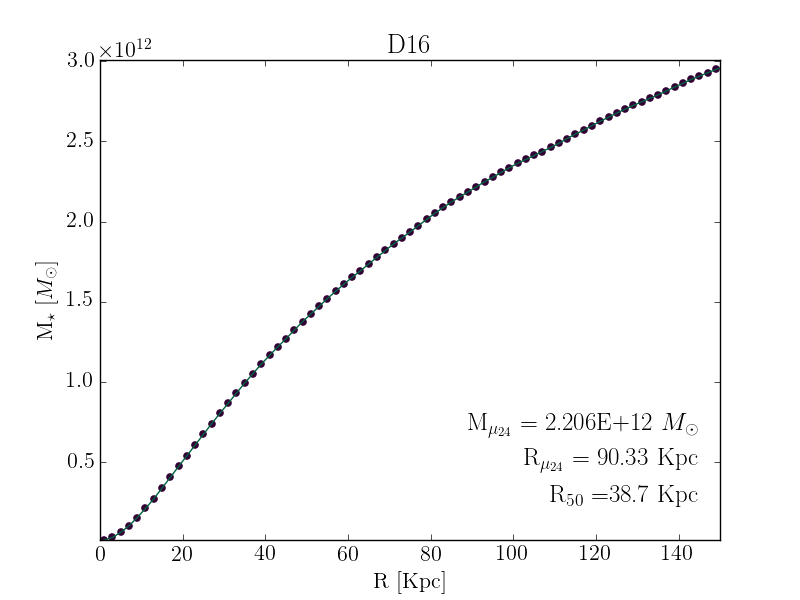 D16
×10¹²
3.0
2.5
2.0
1.5
1.0
0.5
M⋆ [M⊙]
M_μ₂₄ = 2.206E+12 M⊙
R_μ₂₄ = 90.33 Kpc
R₅₀ =38.7 Kpc
0 20 40 60 80 100 120 140
R [Kpc]